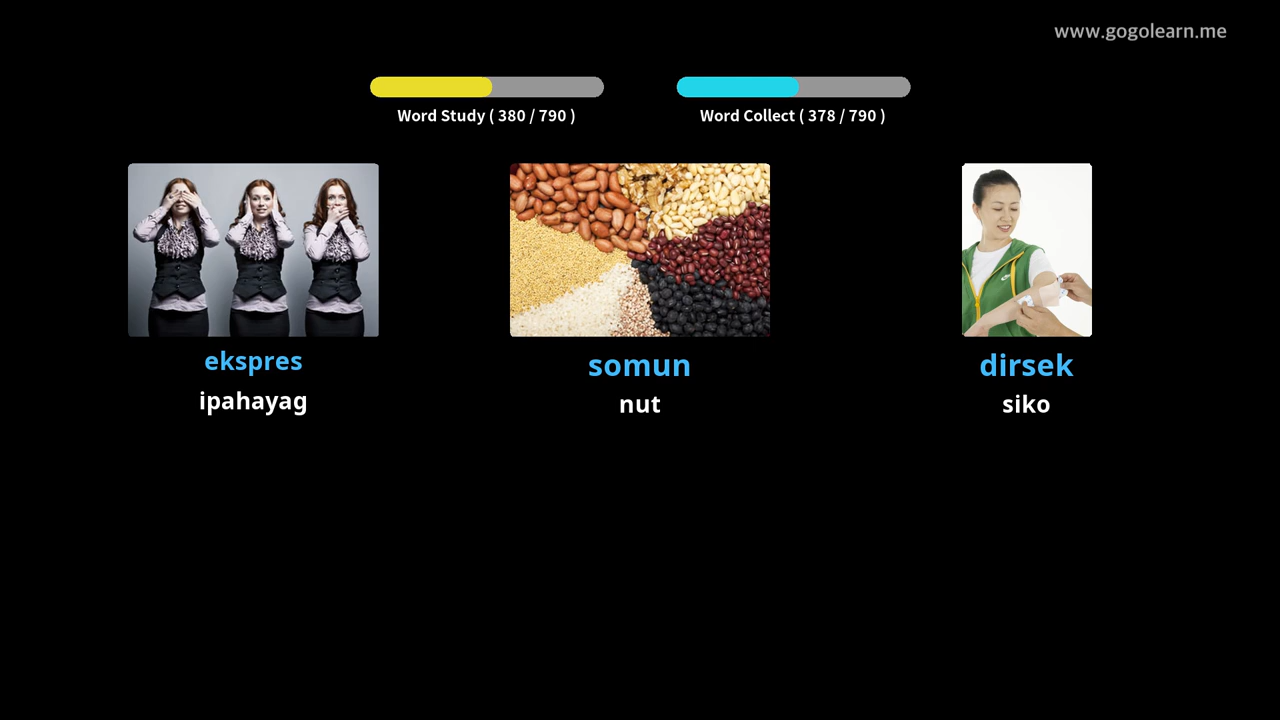 www.gogolearn.me
Word Study ( 380 / 790 )
Word Collect ( 378 / 790 )
ekspres
ipahayag
somun
nut
dirsek
siko